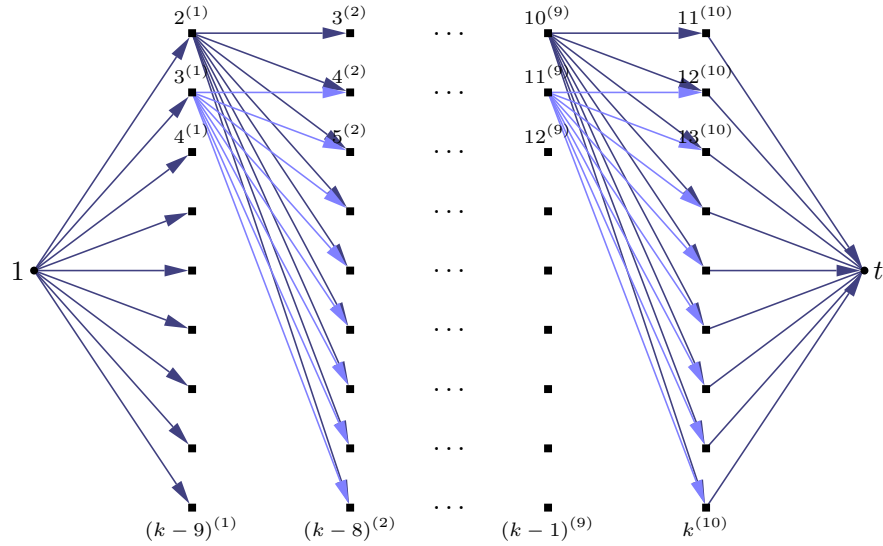 2^{(1)} 3^{(2)} ... 10^{(9)} 11^{(10)}
3^{(1)} 4^{(2)} ... 11^{(9)} 12^{(10)}
4^{(1)} 5^{(2)} ... 12^{(9)} 13^{(10)}
...
1 ... t
...
...
...
(k − 9)^{(1)} (k − 8)^{(2)} ... (k − 1)^{(9)} k^{(10)}